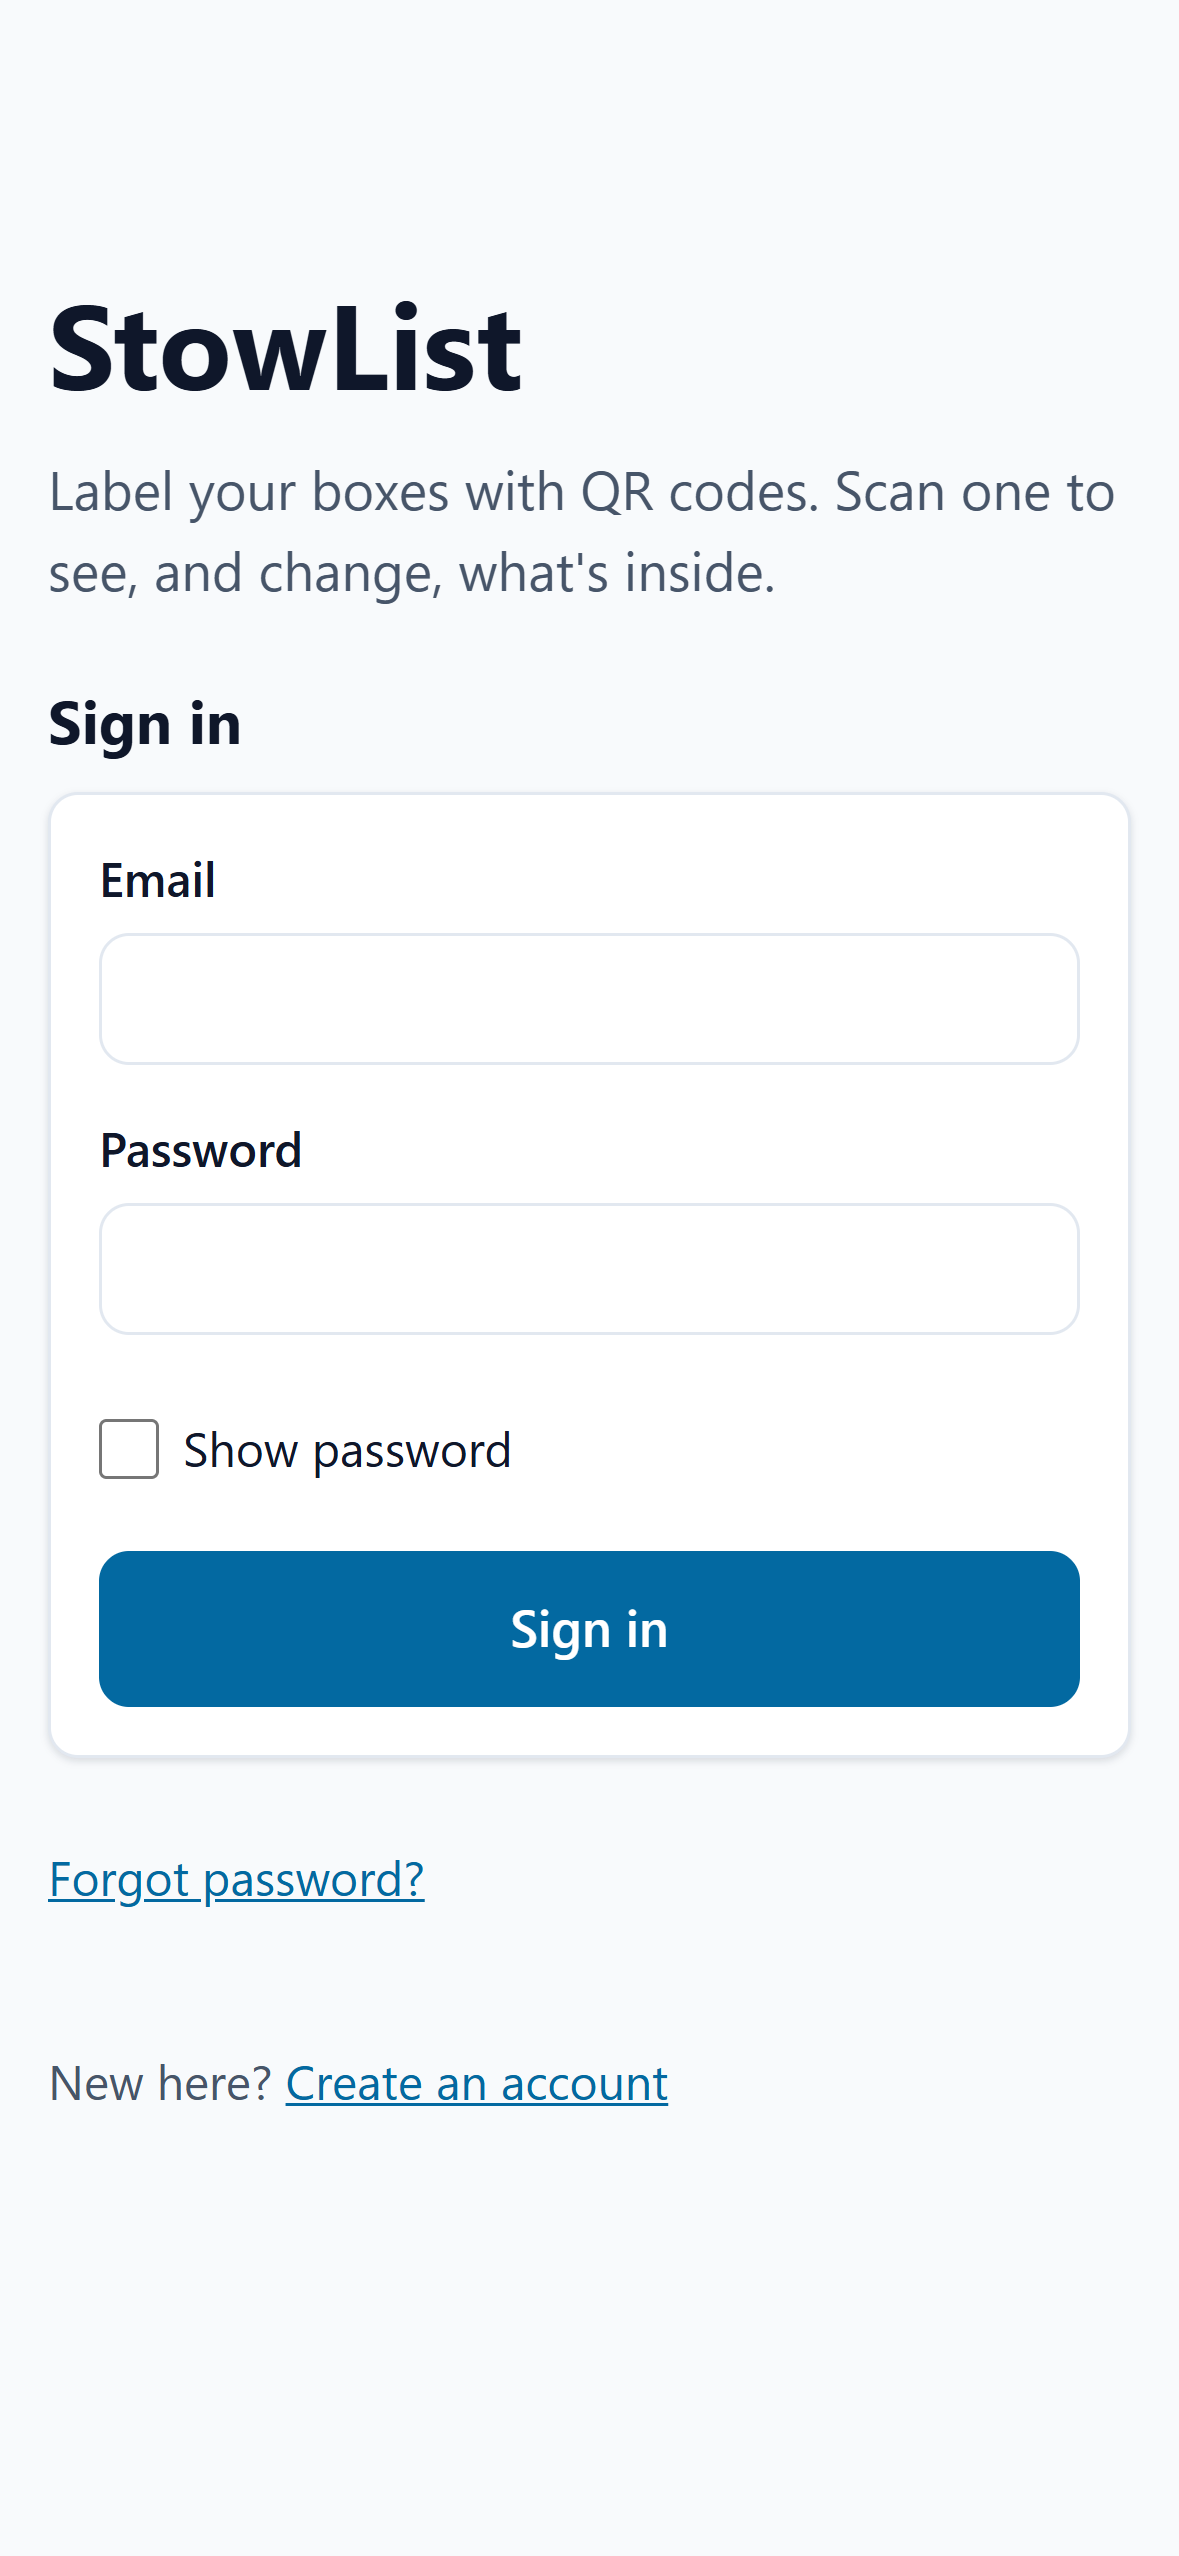 StowList
Label your boxes with QR codes. Scan one to
see, and change, what's inside.
Sign in
Email
Password
Show password
Sign in
Forgot password?
New here? Create an account